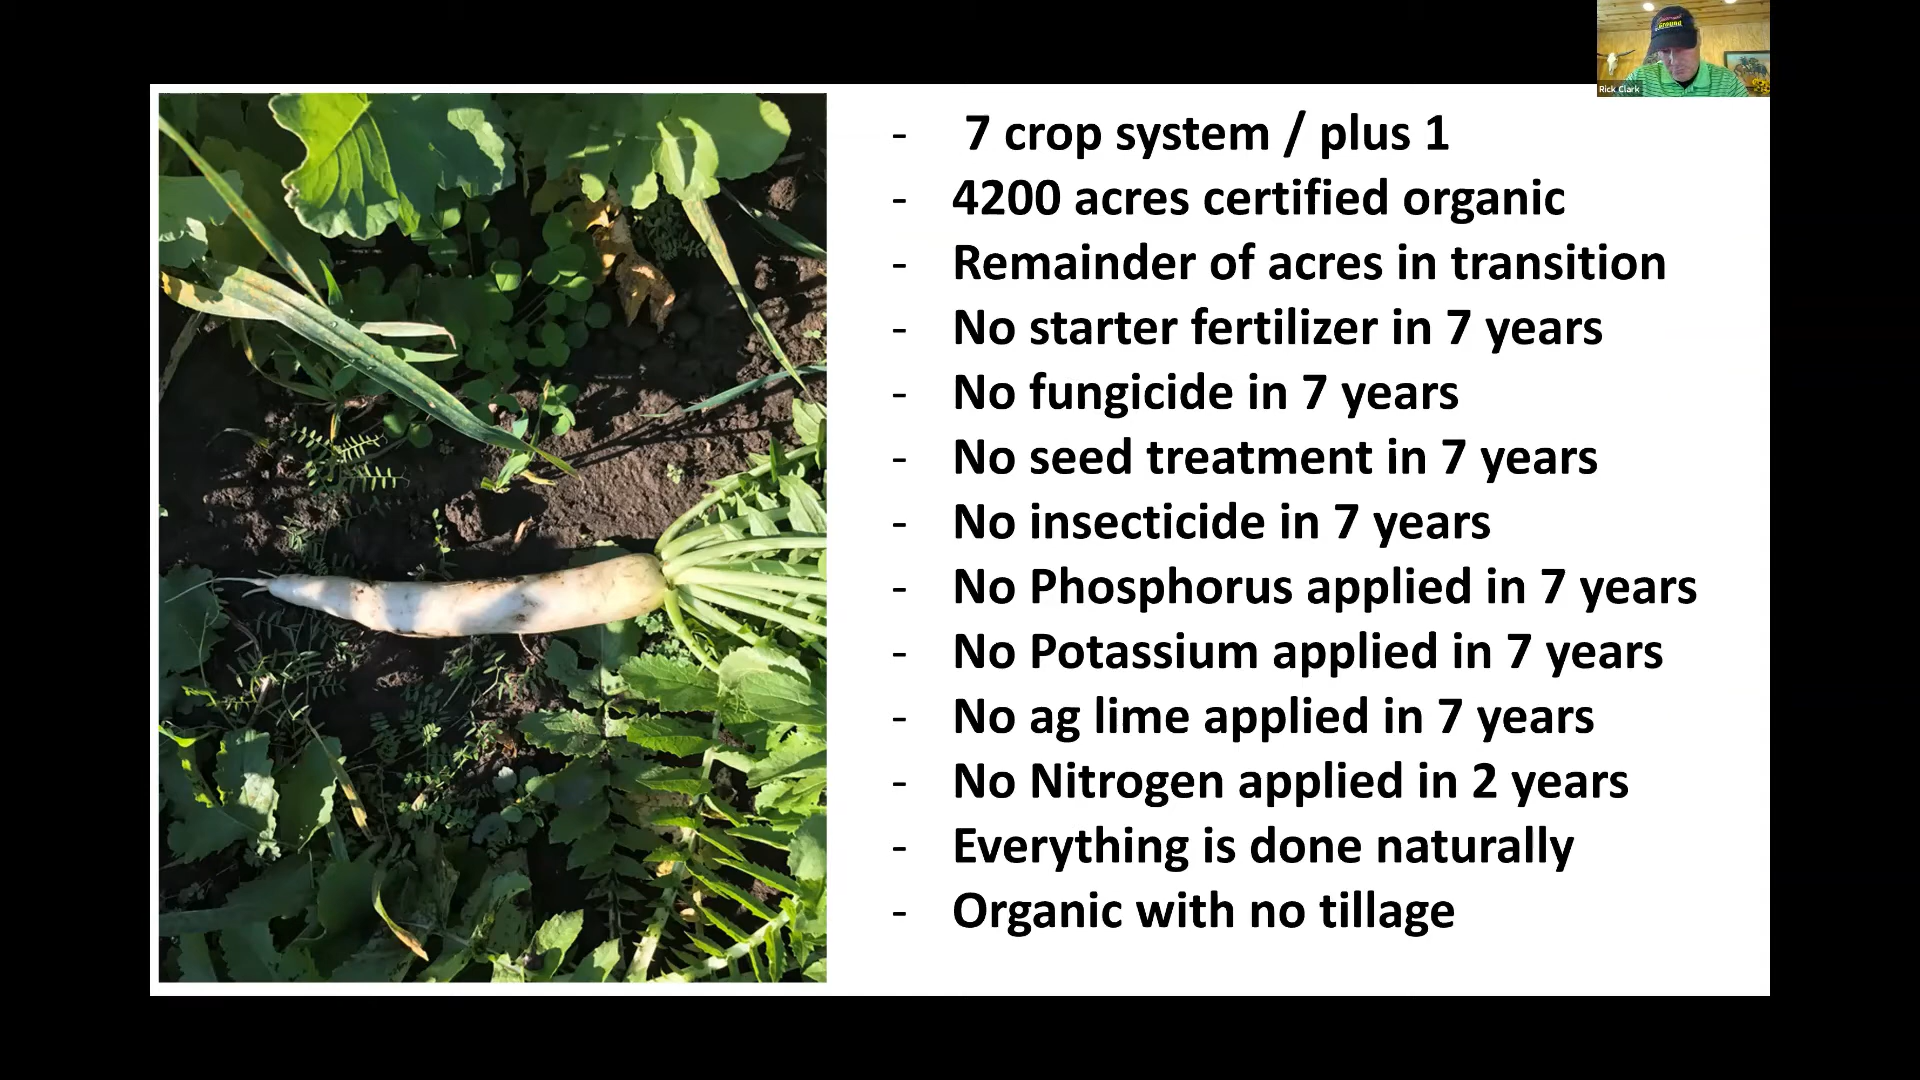 Ground
Rick Clark
- 7 crop system / plus 1
- 4200 acres certified organic
- Remainder of acres in transition
- No starter fertilizer in 7 years
- No fungicide in 7 years
- No seed treatment in 7 years
- No insecticide in 7 years
- No Phosphorus applied in 7 years
- No Potassium applied in 7 years
- No ag lime applied in 7 years
- No Nitrogen applied in 2 years
- Everything is done naturally
- Organic with no tillage